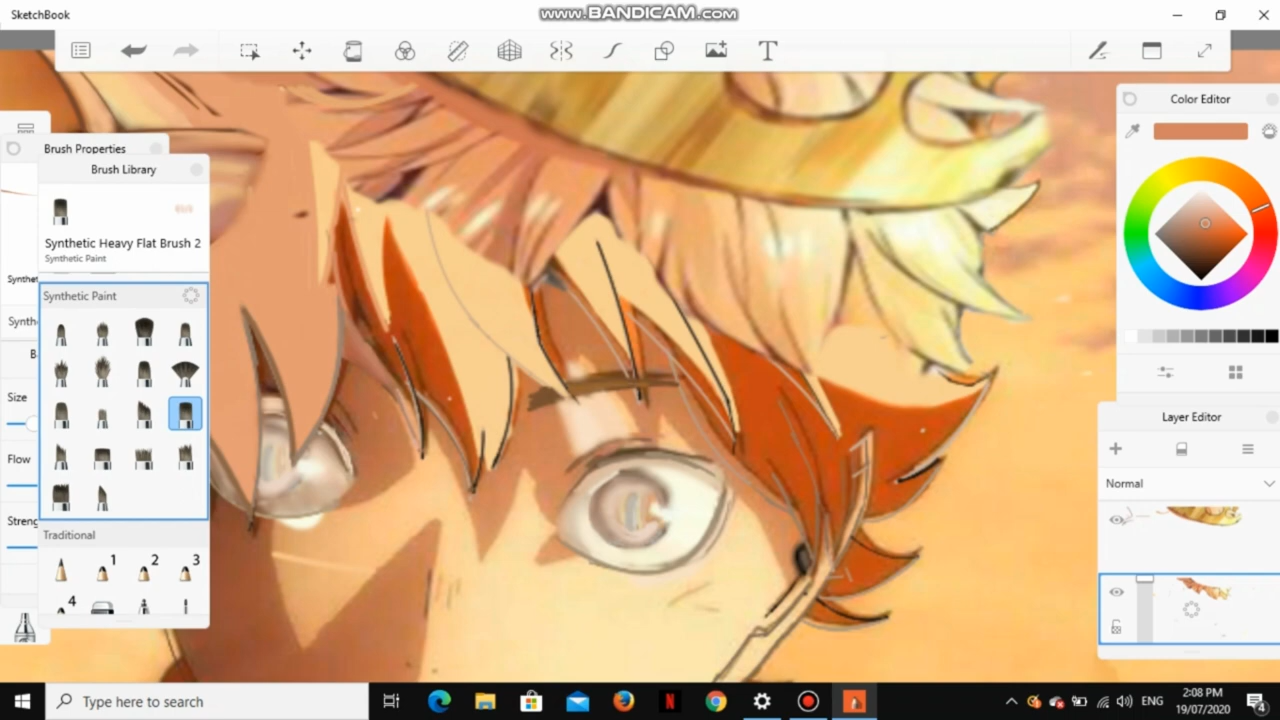 SketchBook
www.BANDICAM.com
T
Brush Properties
Brush Library
Synthetic Heavy Flat Brush 2
Synthetic Paint
Synthetic Paint
Traditional
1
2
3
4
Size
Flow
Color Editor
Layer Editor
Normal
Type here to search
N
ENG
2:08 PM
19/07/2020
4